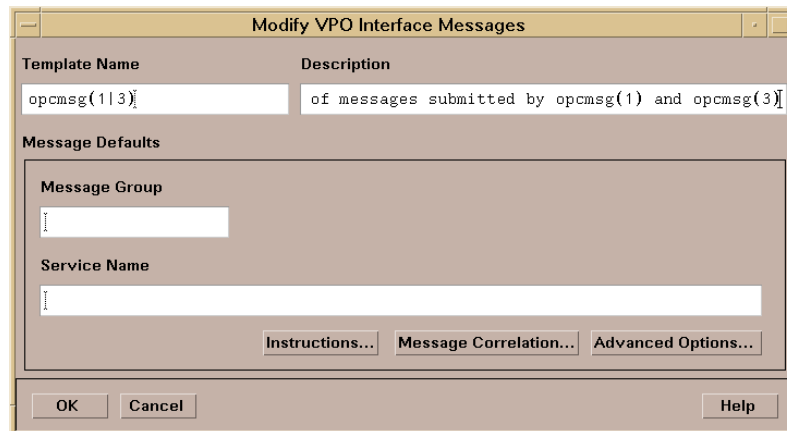 Modify VPO Interface Messages
Template Name Description
opcmsg(1|3) of messages submitted by opcmsg(1) and opcmsg(3)
Message Defaults
Message Group
Service Name
Instructions... Message Correlation... Advanced Options...
OK Cancel Help